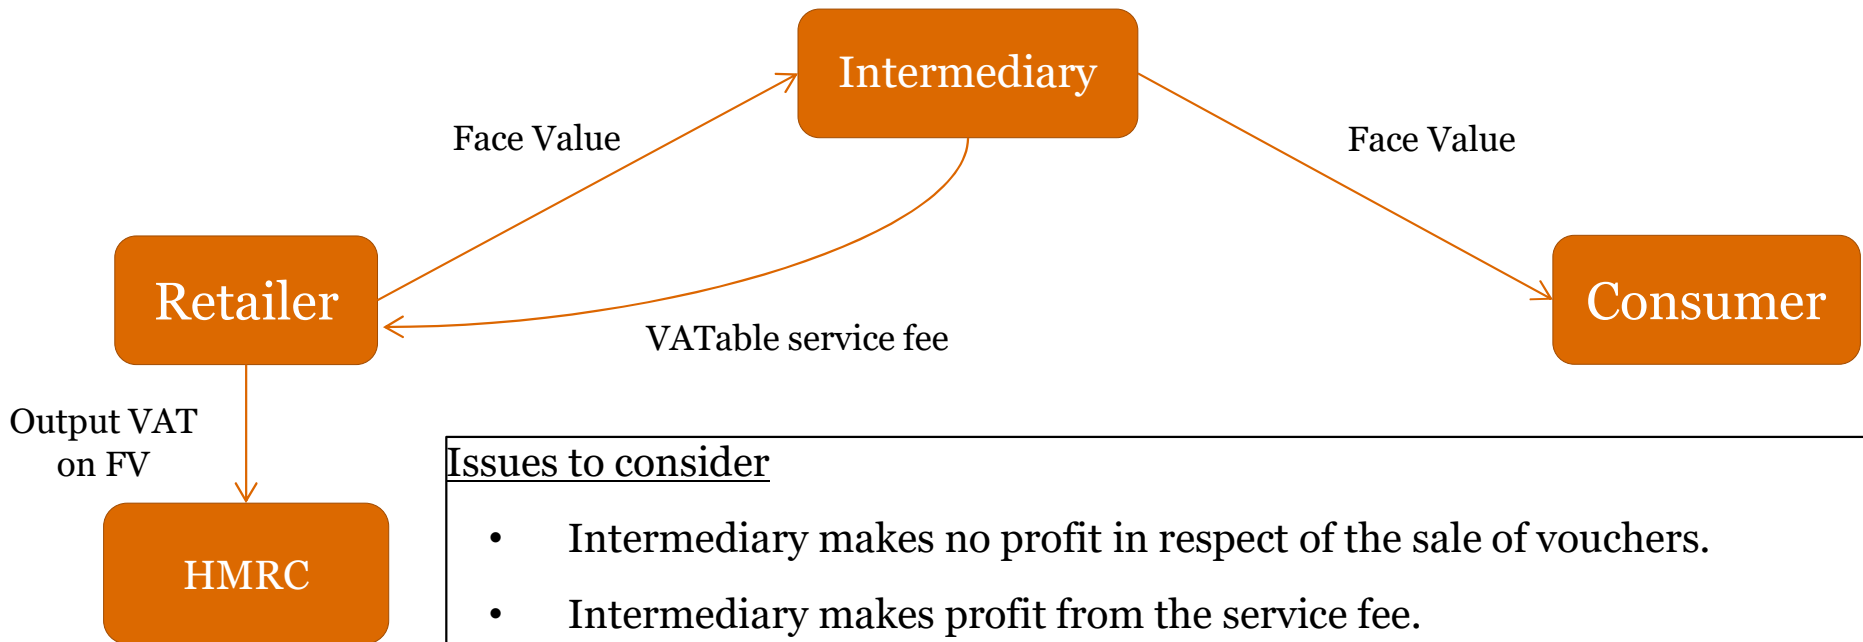 Intermediary
Face Value
Face Value
Retailer
Consumer
VATable service fee
Output VAT
on FV
HMRC
Issues to consider
• Intermediary makes no profit in respect of the sale of vouchers.
• Intermediary makes profit from the service fee.